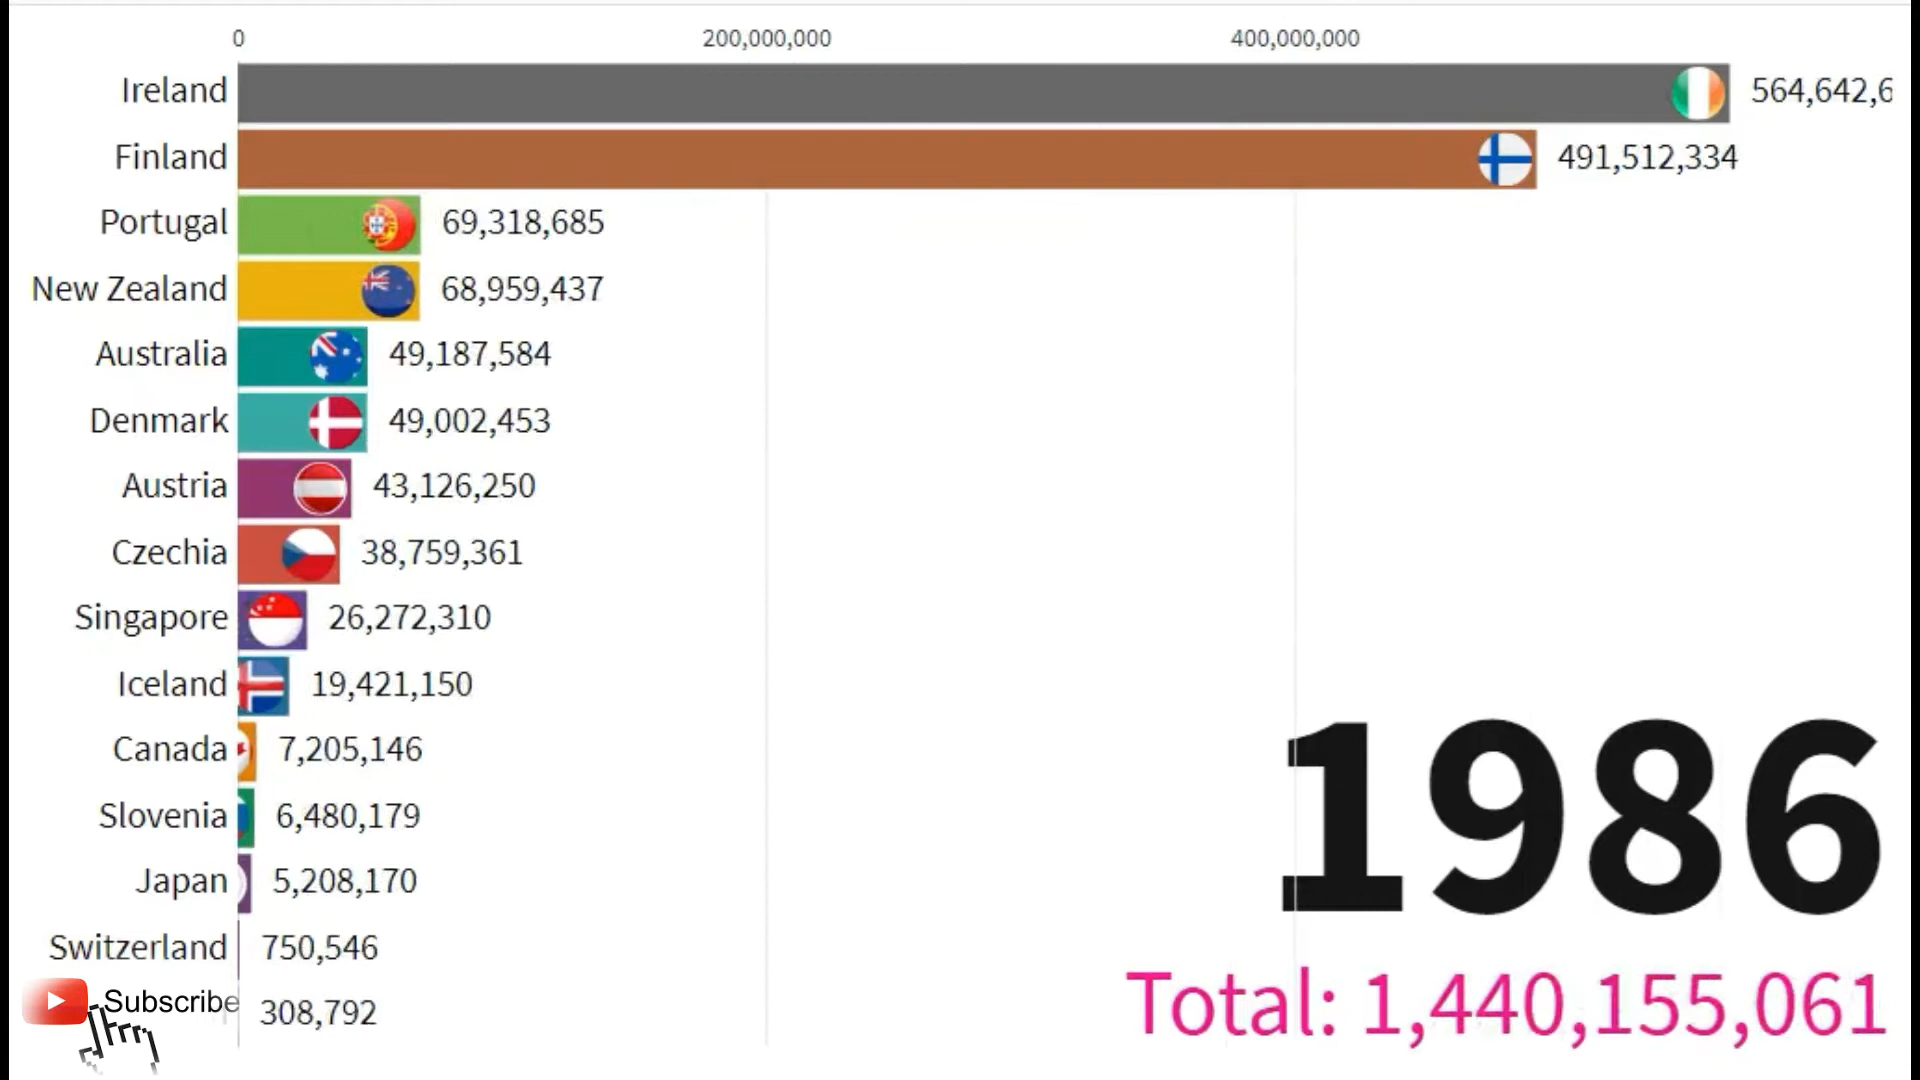 0 200,000,000 400,000,000
Ireland 564,642,6
Finland 491,512,334
Portugal 69,318,685
New Zealand 68,959,437
Australia 49,187,584
Denmark 49,002,453
Austria 43,126,250
Czechia 38,759,361
Singapore 26,272,310
Iceland 19,421,150
Canada 7,205,146
Slovenia 6,480,179
Japan 5,208,170
Switzerland 750,546
Subscribe 308,792
1986
Total: 1,440,155,061